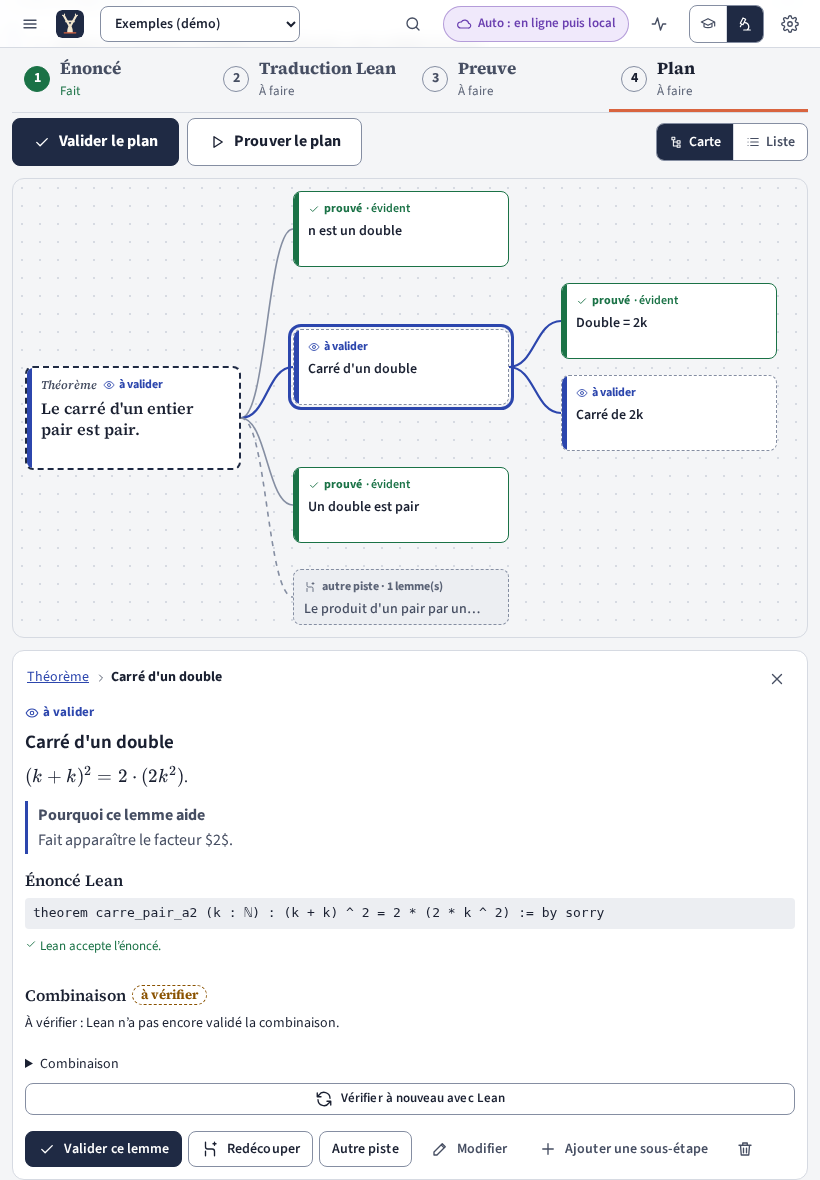 Exemples (démo)
Auto : en ligne puis local
1 Énoncé
Fait
2 Traduction Lean
À faire
3 Preuve
À faire
4 Plan
À faire
Valider le plan
Prouver le plan
Carte
Liste
prouvé · évident
n est un double
prouvé · évident
Double = 2k
à valider
Carré d'un double
Théorème à valider
Le carré d'un entier
pair est pair.
à valider
Carré de 2k
prouvé · évident
Un double est pair
autre piste · 1 lemme(s)
Le produit d'un pair par un…
Théorème › Carré d'un double
à valider
Carré d'un double
(k + k)² = 2 · (2k²).
Pourquoi ce lemme aide
Fait apparaître le facteur $2$.
Énoncé Lean
theorem carre_pair_a2 (k : ℕ) : (k + k) ^ 2 = 2 * (2 * k ^ 2) := by sorry
Lean accepte l’énoncé.
Combinaison à vérifier
À vérifier : Lean n’a pas encore validé la combinaison.
Combinaison
Vérifier à nouveau avec Lean
Valider ce lemme
Redécouper
Autre piste
Modifier
Ajouter une sous-étape